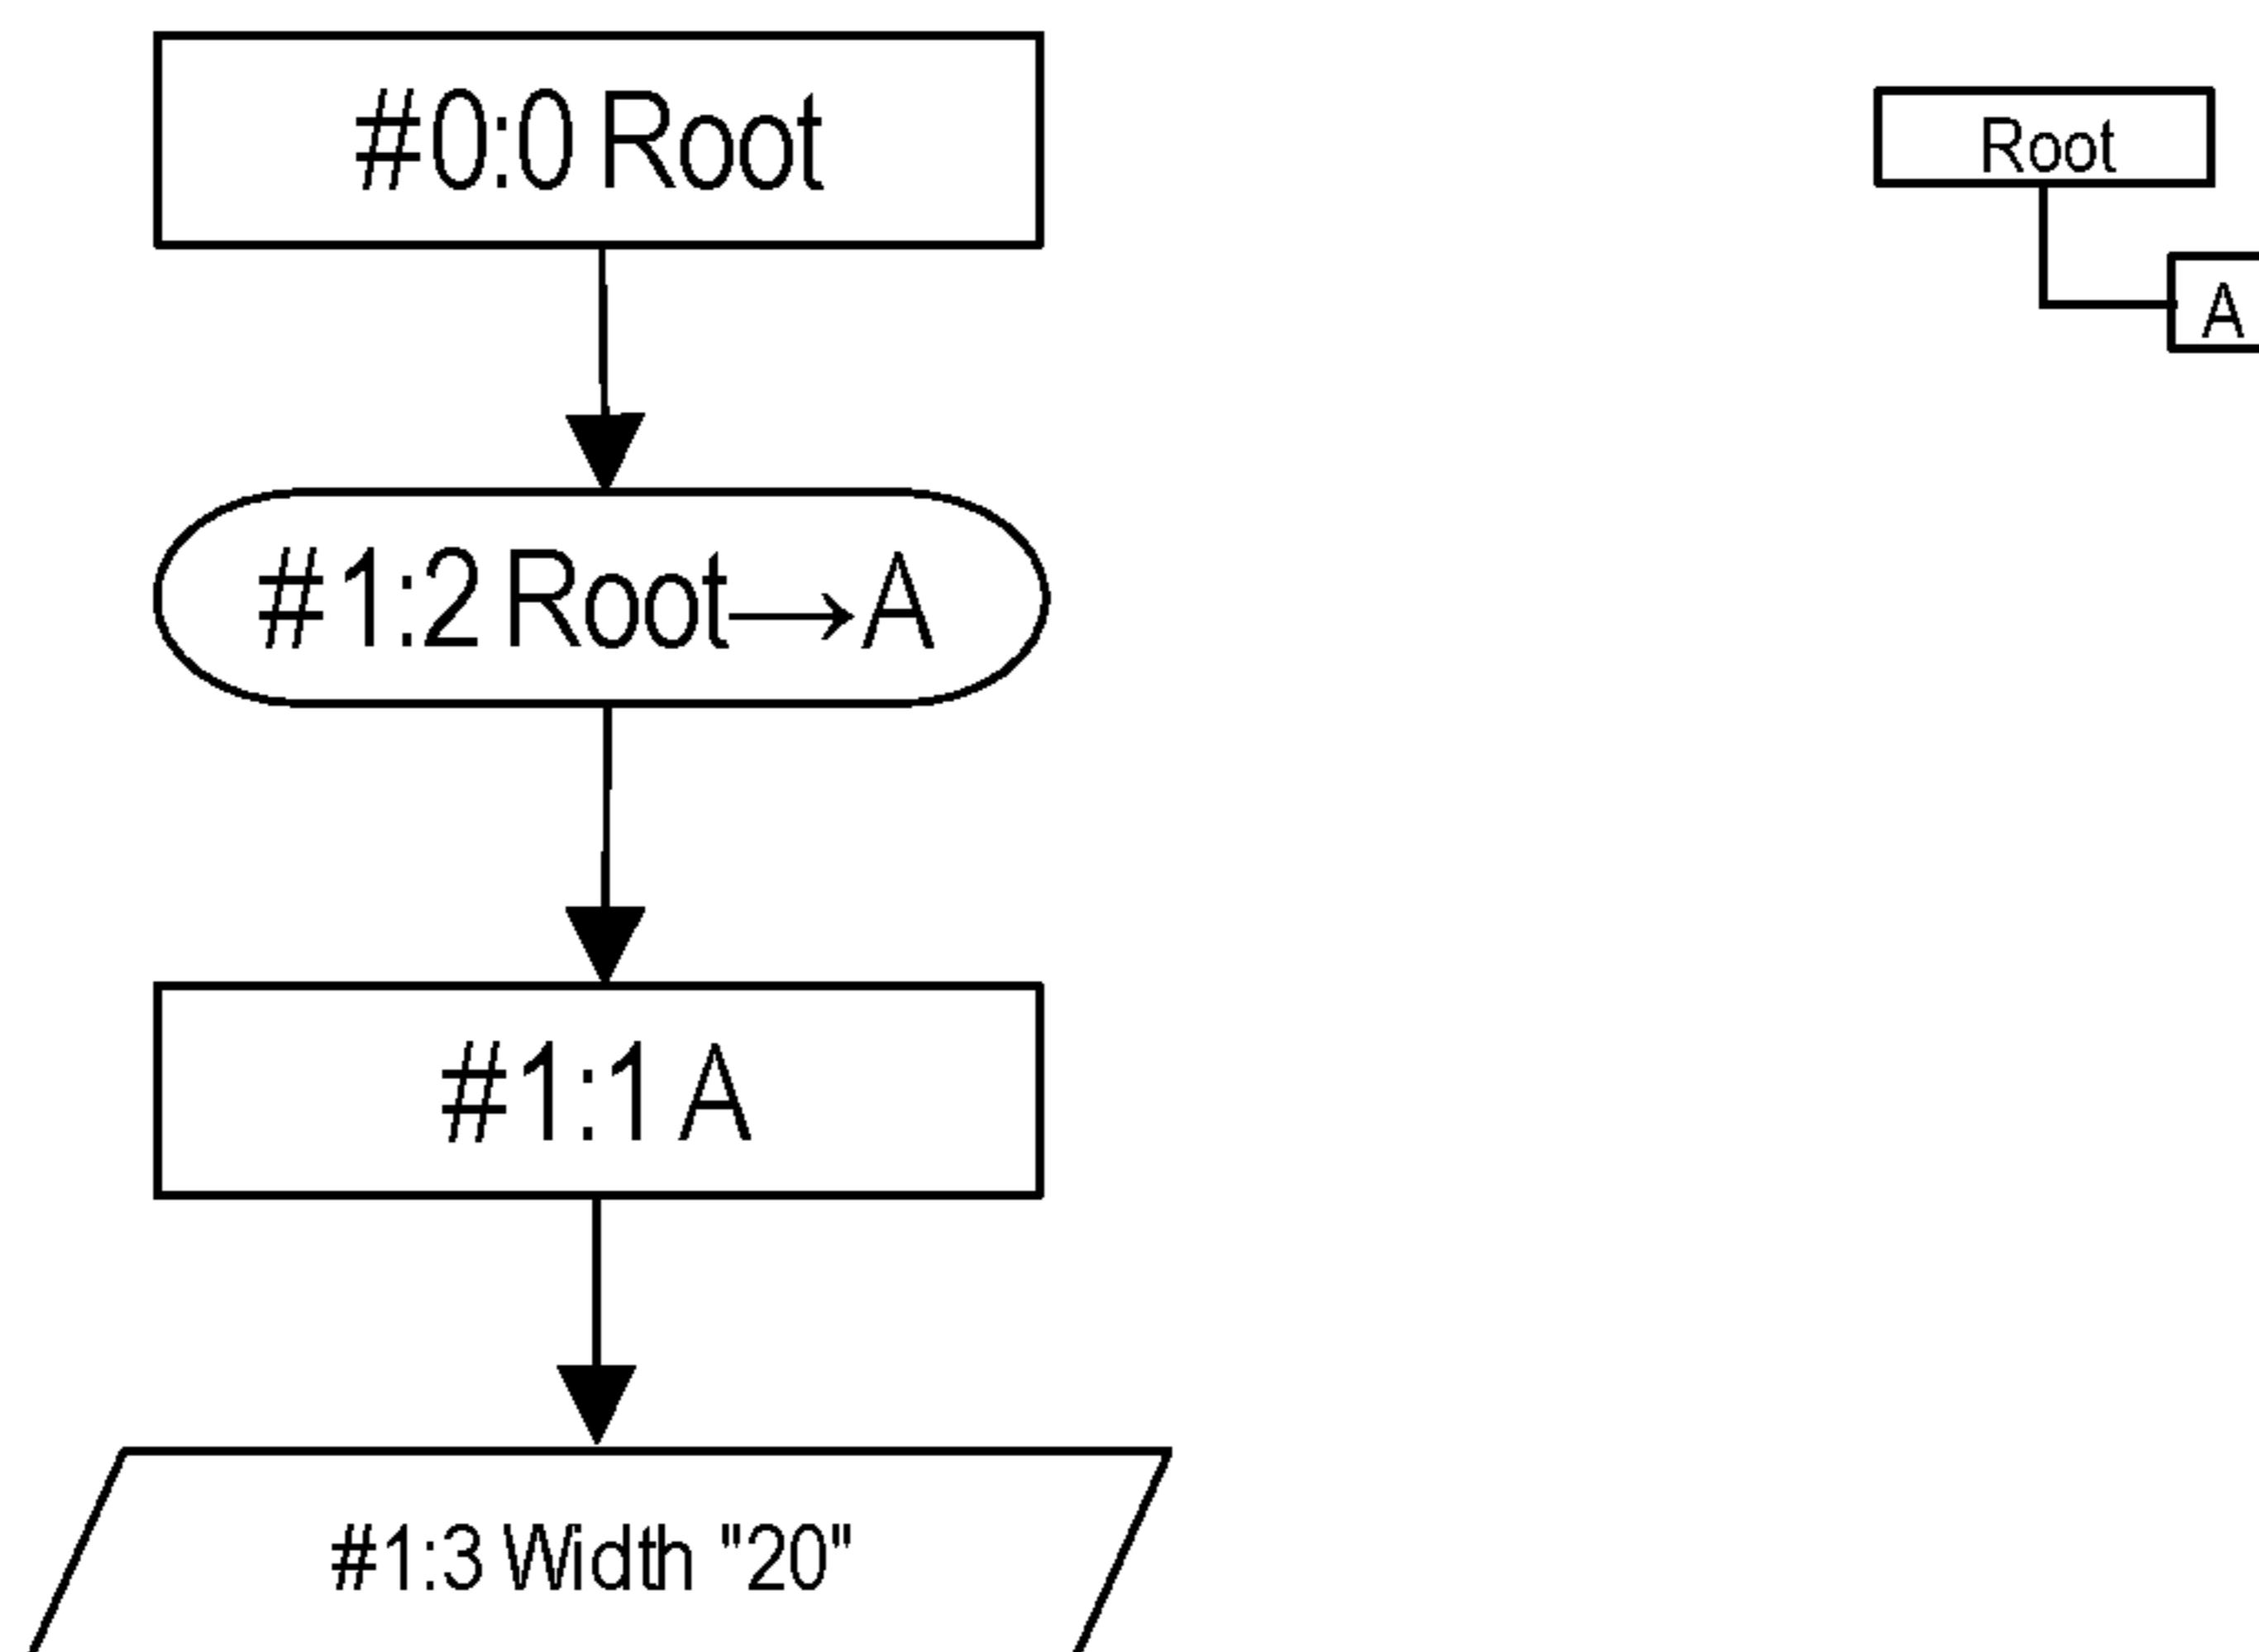 #0:0 Root
#1:2 Root→A
#1:1 A
#1:3 Width "20"
Root
A